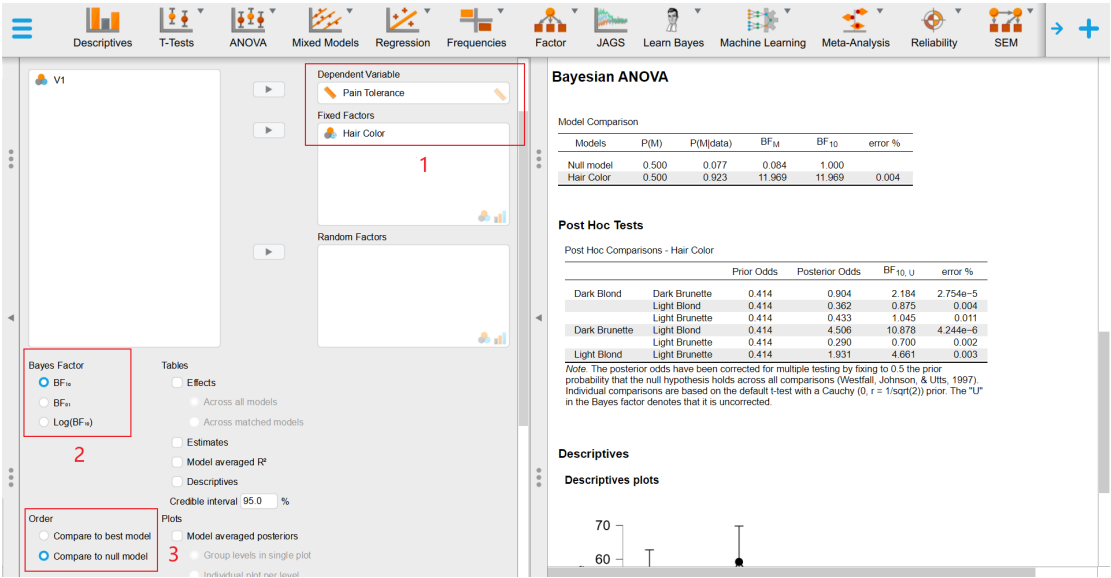 Descriptives T-Tests ANOVA Mixed Models Regression Frequencies Factor JAGS Learn Bayes Machine Learning Meta-Analysis Reliability SEM
V1
Dependent Variable
Pain Tolerance
Fixed Factors
Hair Color
1
Random Factors
Bayes Factor
BF₁₀
BF₀₁
Log(BF₁₀)
2
Order
Compare to best model
Compare to null model
3
Tables
Effects
Across all models
Across matched models
Estimates
Model averaged R²
Descriptives
Credible interval 95.0 %
Plots
Model averaged posteriors
Group levels in single plot
Individual plot per level
Bayesian ANOVA
Model Comparison
Models P(M) P(M|data) BF M BF 10 error %
Null model 0.500 0.077 0.084 1.000
Hair Color 0.500 0.923 11.969 11.969 0.004
Post Hoc Tests
Post Hoc Comparisons - Hair Color
Prior Odds Posterior Odds BF 10, U error %
Dark Blond Dark Brunette 0.414 0.904 2.184 2.754e−5
Light Blond 0.414 0.362 0.875 0.004
Light Brunette 0.414 0.433 1.045 0.011
Dark Brunette Light Blond 0.414 4.506 10.878 4.244e−6
Light Brunette 0.414 0.290 0.700 0.002
Light Blond Light Brunette 0.414 1.931 4.661 0.003
Note. The posterior odds have been corrected for multiple testing by fixing to 0.5 the prior
probability that the null hypothesis holds across all comparisons (Westfall, Johnson, & Utts, 1997).
Individual comparisons are based on the default t-test with a Cauchy (0, r = 1/sqrt(2)) prior. The "U"
in the Bayes factor denotes that it is uncorrected.
Descriptives
Descriptives plots
70
60